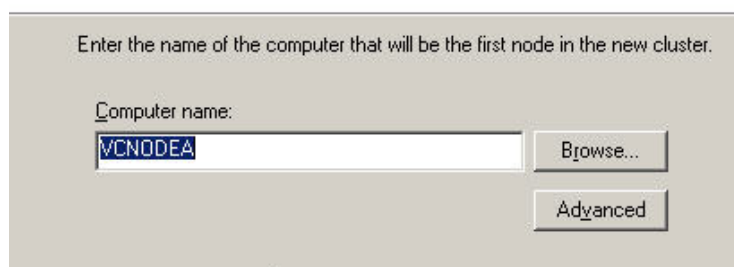 Enter the name of the computer that will be the first node in the new cluster.
Computer name:
VCNODEA
Browse...
Advanced